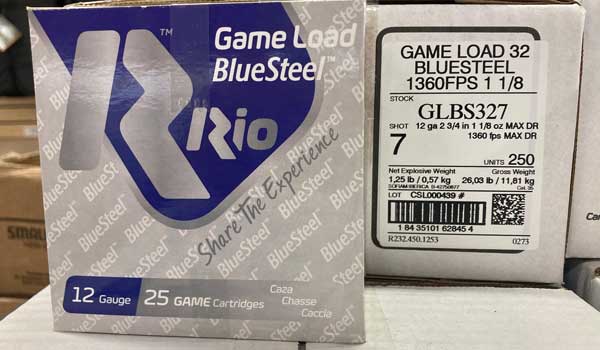 Game Load
BlueSteel™
TM
Rio
Share The Experience
12 Gauge 25 GAME Cartridges
Caza
Chasse
Caccia
GAME LOAD 32
BLUESTEEL
1360FPS 1 1/8
STOCK
GLBS327
SHOT 12 ga 2 3/4 in 1 1/8 oz MAX DR
7 1360 fps MAX DR
UNITS 250
Net Explosive Weight Gross Weight
1,25 lb / 0,57 kg 26,03 lb / 11,81 kg
LOT CSL000439 #
1 84 35101 62845 4
R232.450.1253 0273